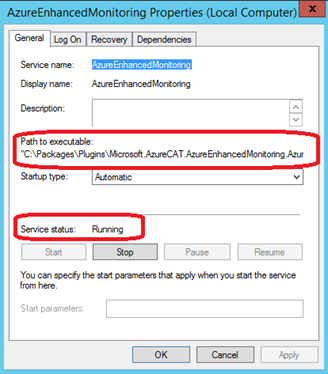 AzureEnhancedMonitoring Properties (Local Computer)
x
General Log On Recovery Dependencies
Service name: AzureEnhancedMonitoring
Display name: AzureEnhancedMonitoring
Description:
Path to executable:
"C:\Packages\Plugins\Microsoft.AzureCAT.AzureEnhancedMonitoring.Azur
Startup type: Automatic
Service status: Running
Start Stop Pause Resume
You can specify the start parameters that apply when you start the service
from here.
Start parameters:
OK Cancel Apply